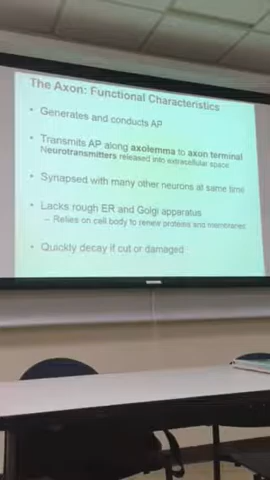 The Axon: Functional Characteristics
• Generates and conducts AP
• Transmits AP along axolemma to axon terminal
Neurotransmitters released into extracellular space
• Synapsed with many other neurons at same time
• Lacks rough ER and Golgi apparatus
– Relies on cell body to renew proteins and membranes
• Quickly decay if cut or damaged